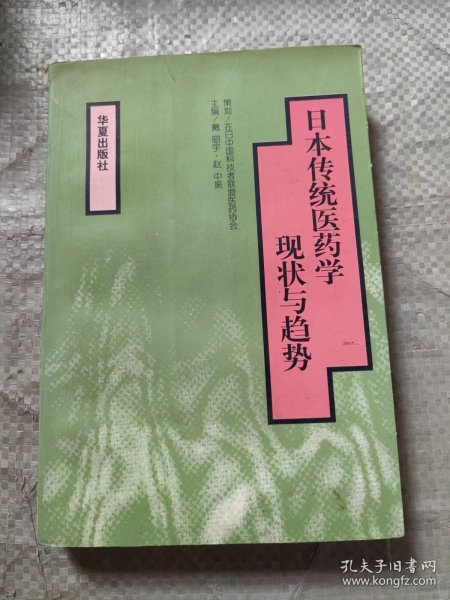 日本传统医药学
现状与趋势
策划／在日中国科技者联盟医药协会
主编／戴 昭宇·赵 中振
华夏出版社
孔夫子旧书网
www.kongfz.com